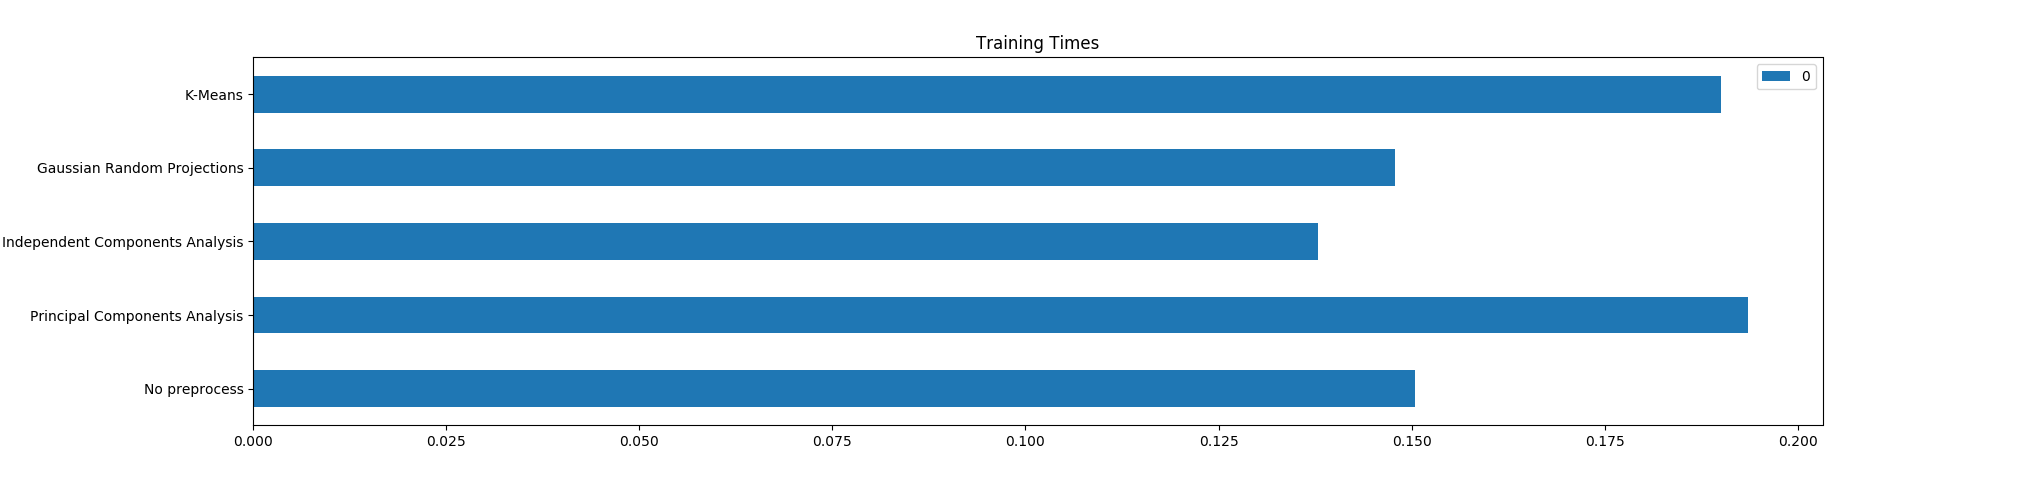 Training Times
0
K-Means
Gaussian Random Projections
Independent Components Analysis
Principal Components Analysis
No preprocess
0.000 0.025 0.050 0.075 0.100 0.125 0.150 0.175 0.200